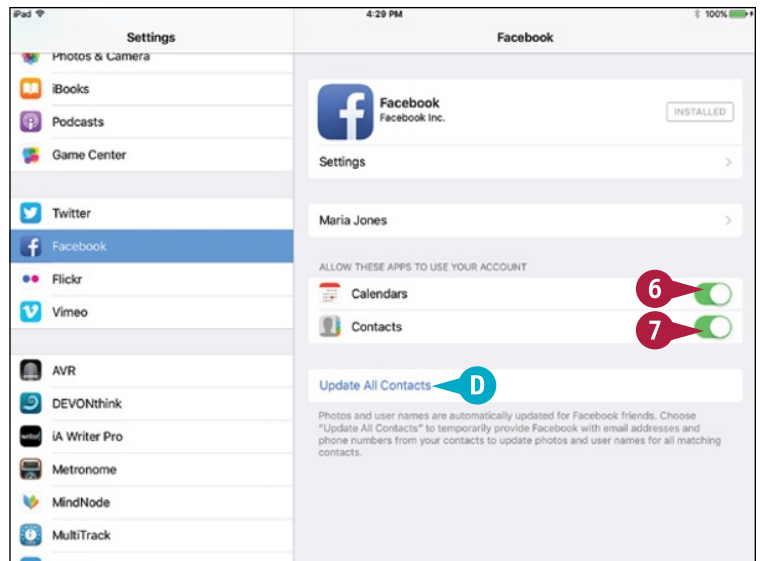 iPad 4:29 PM 100%
Settings
Facebook
Photos & Camera
iBooks
Podcasts
Game Center
Twitter
Facebook
Flickr
Vimeo
AVR
DEVONthink
iA Writer Pro
Metronome
MindNode
MultiTrack
Facebook
Facebook Inc.
INSTALLED
Settings
Maria Jones
ALLOW THESE APPS TO USE YOUR ACCOUNT
Calendars
6
Contacts
7
Update All Contacts
D
Photos and user names are automatically updated for Facebook friends. Choose
"Update All Contacts" to temporarily provide Facebook with email addresses and
phone numbers from your contacts to update photos and user names for all matching
contacts.